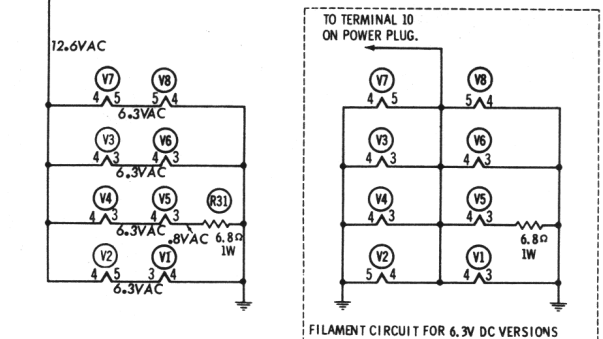 12.6VAC
V7 V8
4 5 5 4
6.3VAC
V3 V6
4 3 4 3
6.3VAC
V4 V5 R31
4 3 4 3
6.3VAC .8VAC 6.8Ω
1W
V2 V1
4 5 3 4
6.3VAC
TO TERMINAL 10
ON POWER PLUG.
V7 V8
4 5 5 4
V3 V6
4 3 4 3
V4 V5
4 3 4 3
6.8Ω
1W
V2 V1
5 4 4 3
FILAMENT CIRCUIT FOR 6.3V DC VERSIONS